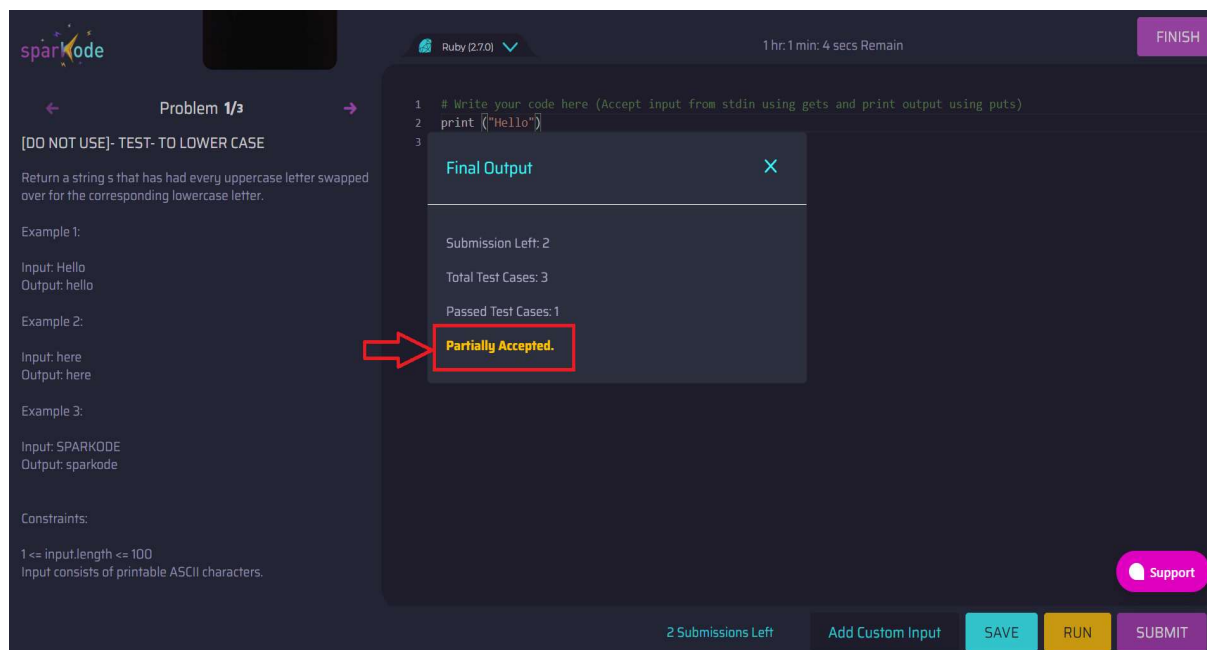 sparkode
Ruby (2.7.0)
1 hr: 1 min: 4 secs Remain
FINISH
Problem 1/3
[DO NOT USE]- TEST- TO LOWER CASE
Return a string s that has had every uppercase letter swapped
over for the corresponding lowercase letter.
Example 1:
Input: Hello
Output: hello
Example 2:
Input: here
Output: here
Example 3:
Input: SPARKODE
Output: sparkode
Constraints:
1 <= input.length <= 100
Input consists of printable ASCII characters.
1 # Write your code here (Accept input from stdin using gets and print output using puts)
2 print ("Hello")
3
Final Output
Submission Left: 2
Total Test Cases: 3
Passed Test Cases: 1
Partially Accepted.
Support
2 Submissions Left
Add Custom Input
SAVE
RUN
SUBMIT